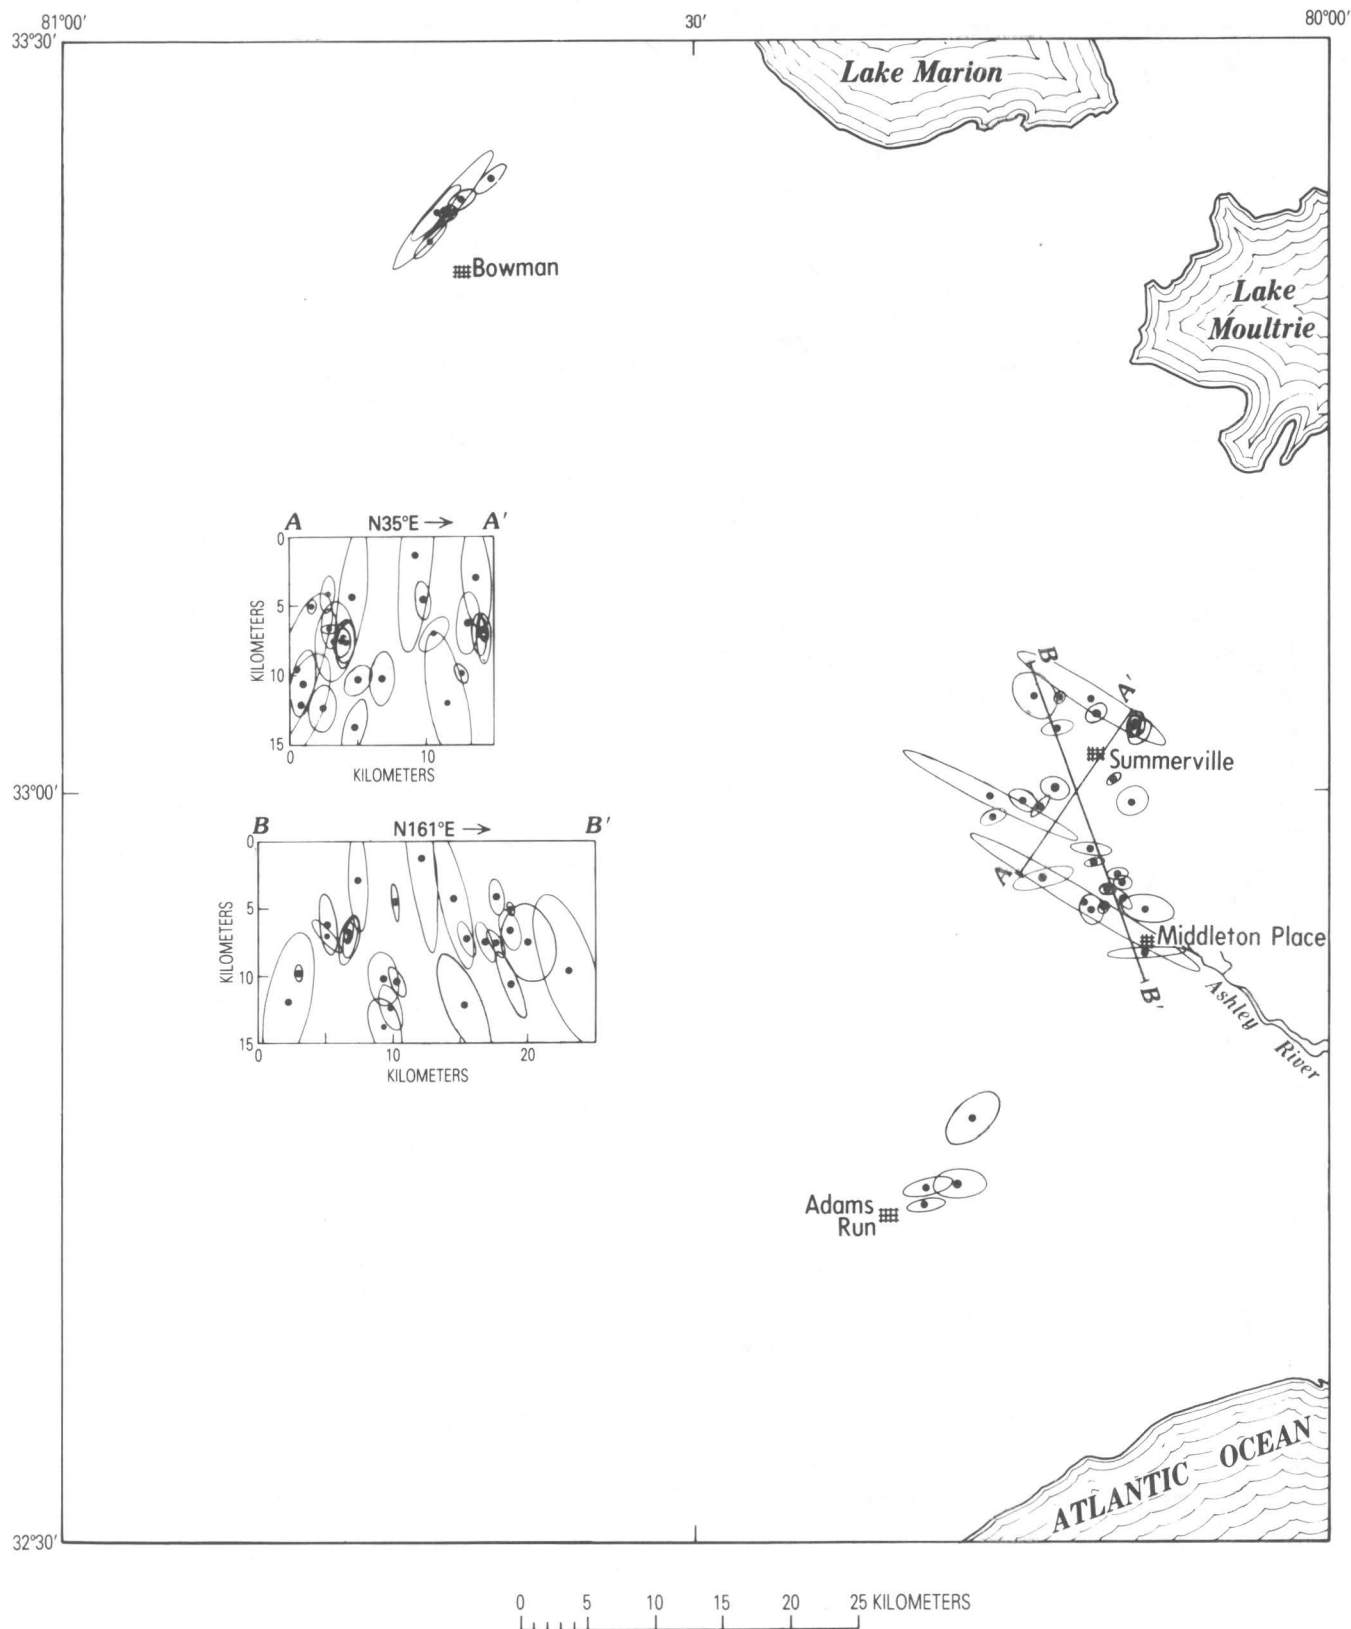 81°00′
30′
80°00′
33°30′
Lake Marion
Bowman
Lake
Moultrie
A
N35°E →
A′
0
5
10
15
KILOMETERS
0
10
KILOMETERS
B
A′
Summerville
33°00′
B
N161°E →
B′
0
5
10
15
KILOMETERS
0
10
20
KILOMETERS
A
Middleton Place
B′
Ashley
River
Adams
Run
ATLANTIC OCEAN
32°30′
0
5
10
15
20
25 KILOMETERS